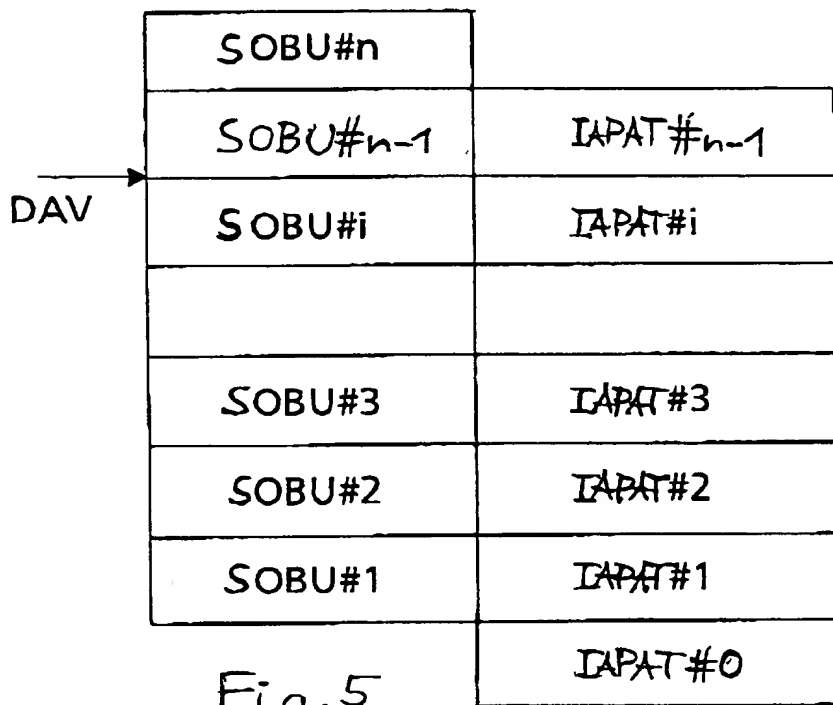 SOBU#n
SOBU#n-1 IAPAT#n-1
DAV
SOBU#i IAPAT#i
SOBU#3 IAPAT#3
SOBU#2 IAPAT#2
SOBU#1 IAPAT#1
IAPAT#0
Fig.5